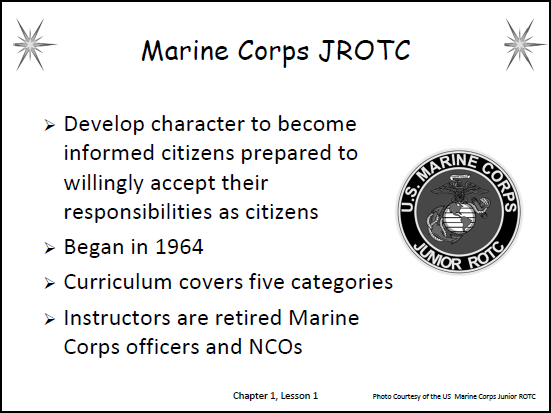 Marine Corps JROTC
➢ Develop character to become
informed citizens prepared to
willingly accept their
responsibilities as citizens
➢ Began in 1964
➢ Curriculum covers five categories
➢ Instructors are retired Marine
Corps officers and NCOs
U.S. MARINE CORPS
JUNIOR ROTC
Chapter 1, Lesson 1
Photo Courtesy of the US Marine Corps Junior ROTC